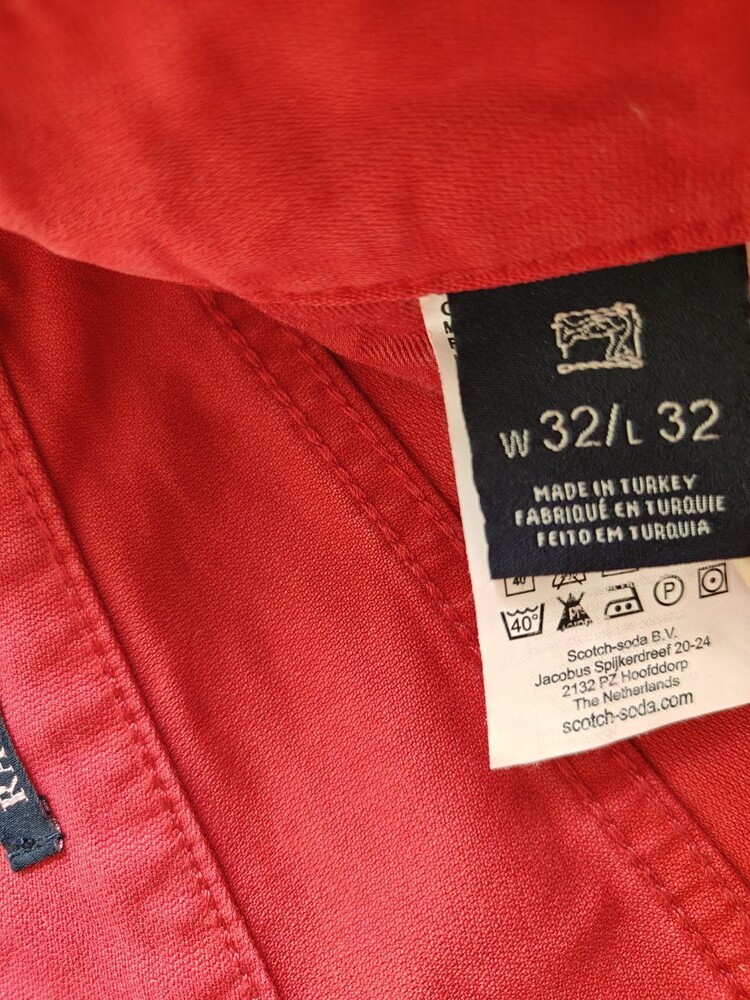 W 32/L 32
MADE IN TURKEY
FABRIQUÉ EN TURQUIE
FEITO EM TURQUIA
40
40°
P
Scotch-soda B.V.
Jacobus Spijkerdreef 20-24
2132 PZ Hoofddorp
The Netherlands
scotch-soda.com